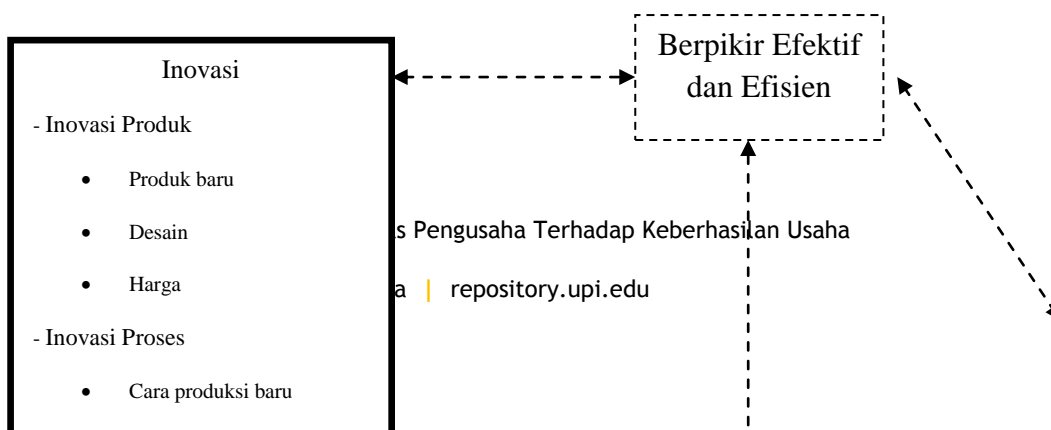 Inovasi
- Inovasi Produk
• Produk baru
• Desain
• Harga
- Inovasi Proses
• Cara produksi baru
Berpikir Efektif
dan Efisien
Pengusaha Terhadap Keberhasilan Usaha
| repository.upi.edu